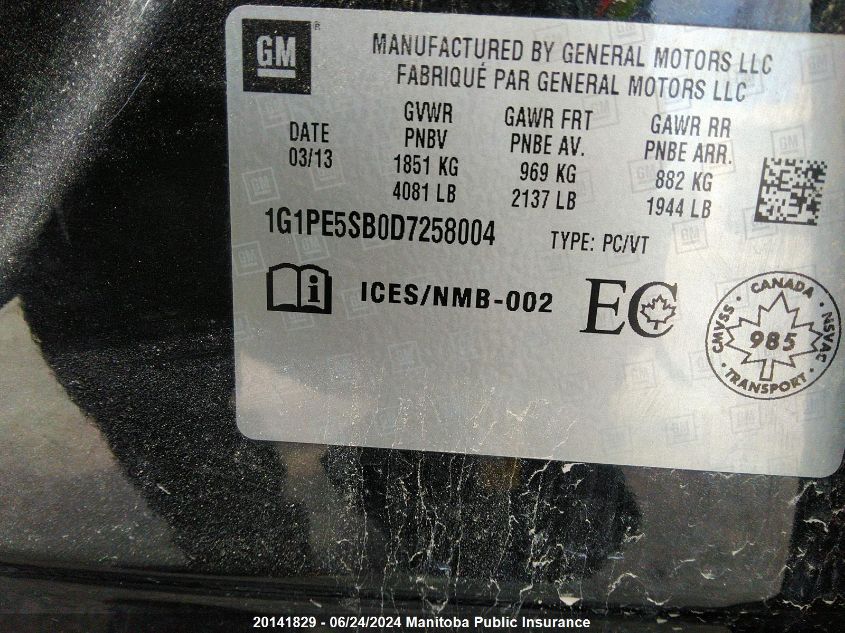 GM
MANUFACTURED BY GENERAL MOTORS LLC
FABRIQUÉ PAR GENERAL MOTORS LLC
DATE
03/13
GVWR
PNBV
1851 KG
4081 LB
GAWR FRT
PNBE AV.
969 KG
2137 LB
GAWR RR
PNBE ARR.
882 KG
1944 LB
1G1PE5SB0D7258004
TYPE: PC/VT
ICES/NMB-002
EC
CANADA
CMVSS
NSVAC
985
TRANSPORT
20141829 - 06/24/2024 Manitoba Public Insurance